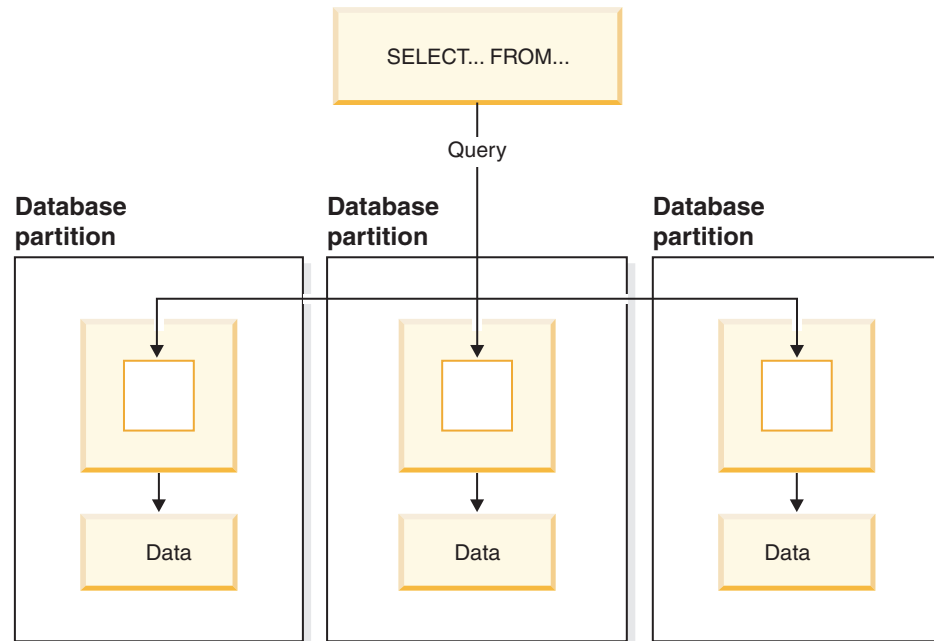 SELECT... FROM...
Query
Database
partition
Database
partition
Database
partition
Data
Data
Data